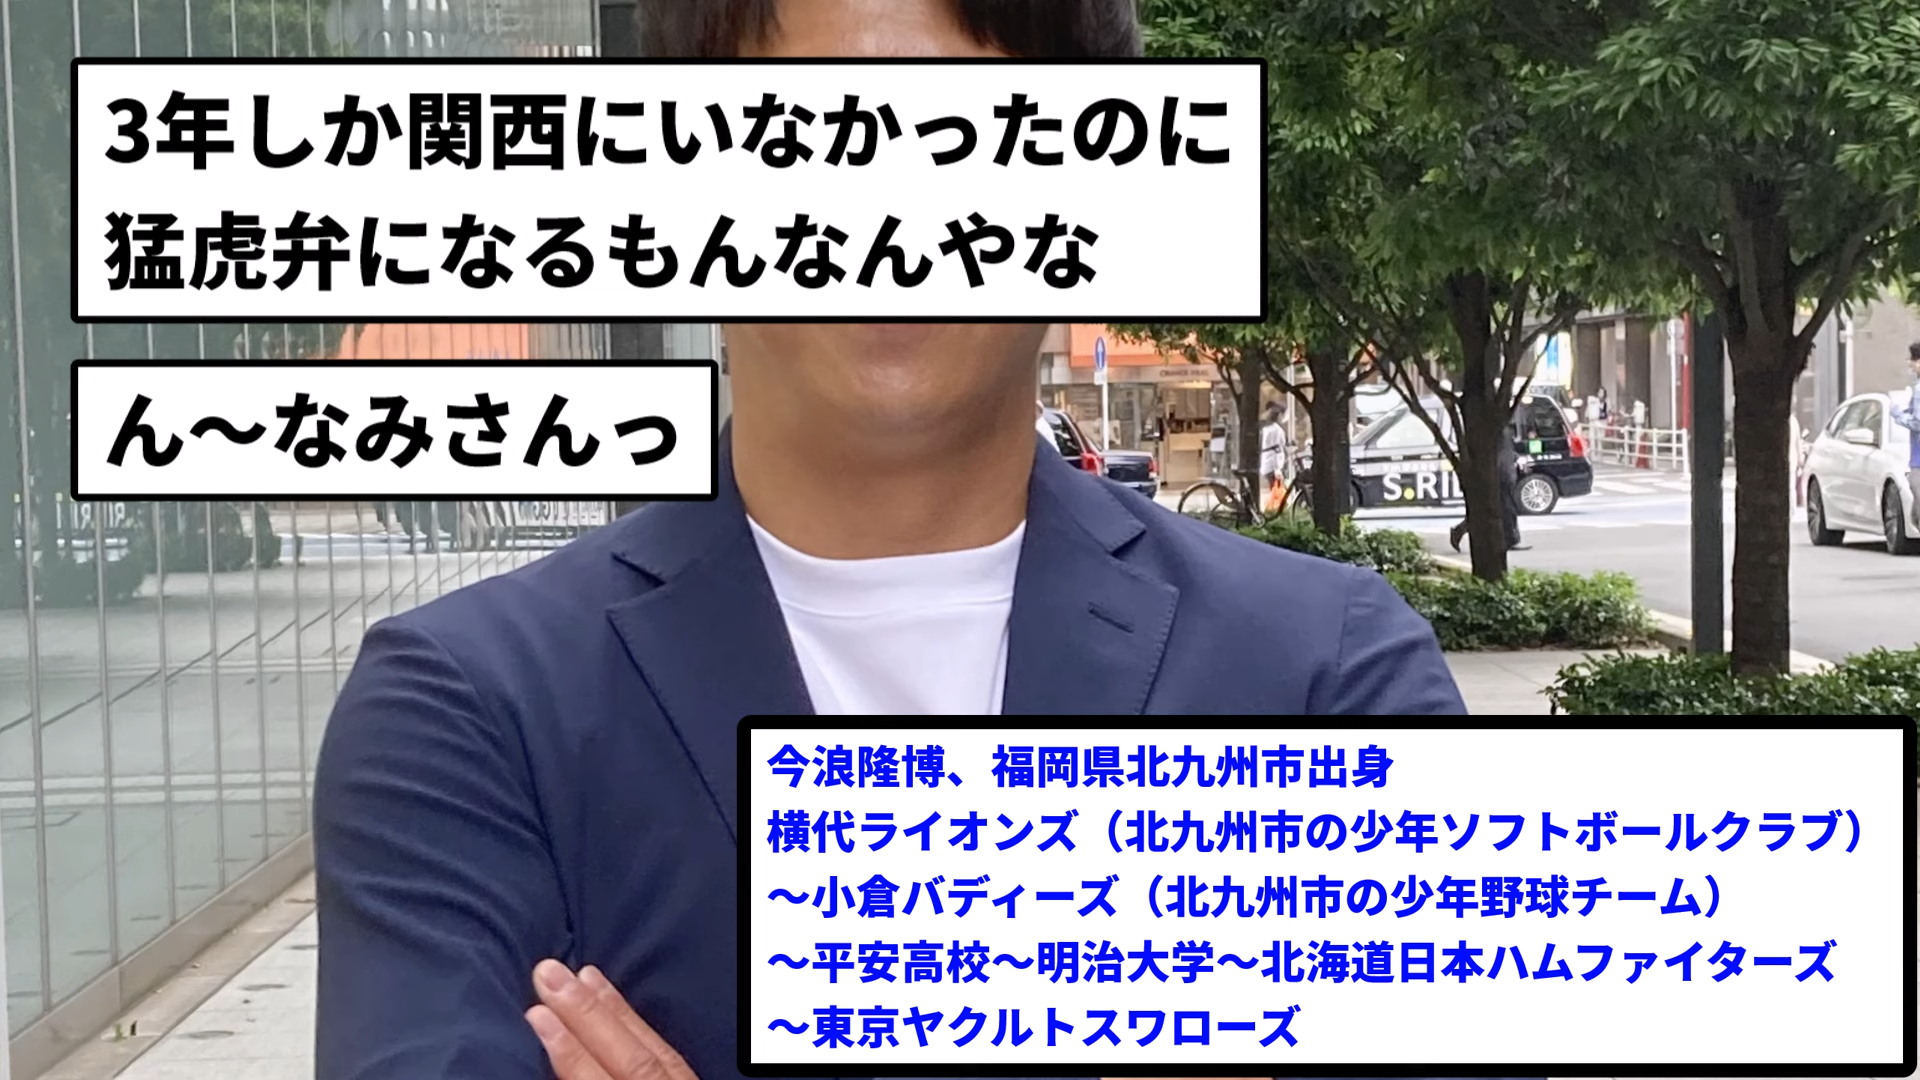 3年しか関西にいなかったのに
猛虎弁になるもんなんやな
ん～なみさんっ
S.RIDE
今浪隆博、福岡県北九州市出身
横代ライオンズ（北九州市の少年ソフトボールクラブ）
～小倉バディーズ（北九州市の少年野球チーム）
～平安高校～明治大学～北海道日本ハムファイターズ
～東京ヤクルトスワローズ